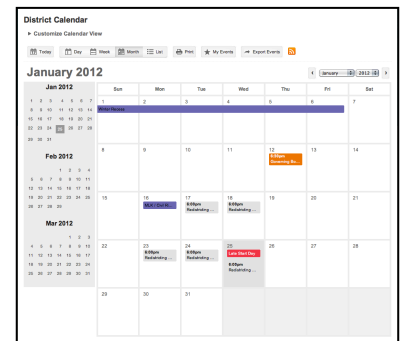 District Calendar
▶ Customize Calendar View
Today Day Week Month List Print My Events Export Events
January 2012
January 2012
Jan 2012
1 2 3 4 5 6 7
8 9 10 11 12 13 14
15 16 17 18 19 20 21
22 23 24 25 26 27 28
29 30 31
Feb 2012
1 2 3 4
5 6 7 8 9 10 11
12 13 14 15 16 17 18
19 20 21 22 23 24 25
26 27 28 29
Mar 2012
1 2 3
4 5 6 7 8 9 10
11 12 13 14 15 16 17
18 19 20 21 22 23 24
25 26 27 28 29 30 31
Sun Mon Tue Wed Thu Fri Sat
1 2 3 4 5 6 7
Winter Recess
8 9 10 11 12 13 14
6:00pm
Governing Bo...
15 16 17 18 19 20 21
MLK / Civil Ri...
6:00pm
Redistricting ...
6:00pm
Redistricting ...
22 23 24 25 26 27 28
6:00pm
Redistricting ...
6:00pm
Redistricting ...
Late Start Day
6:00pm
Redistricting ...
29 30 31